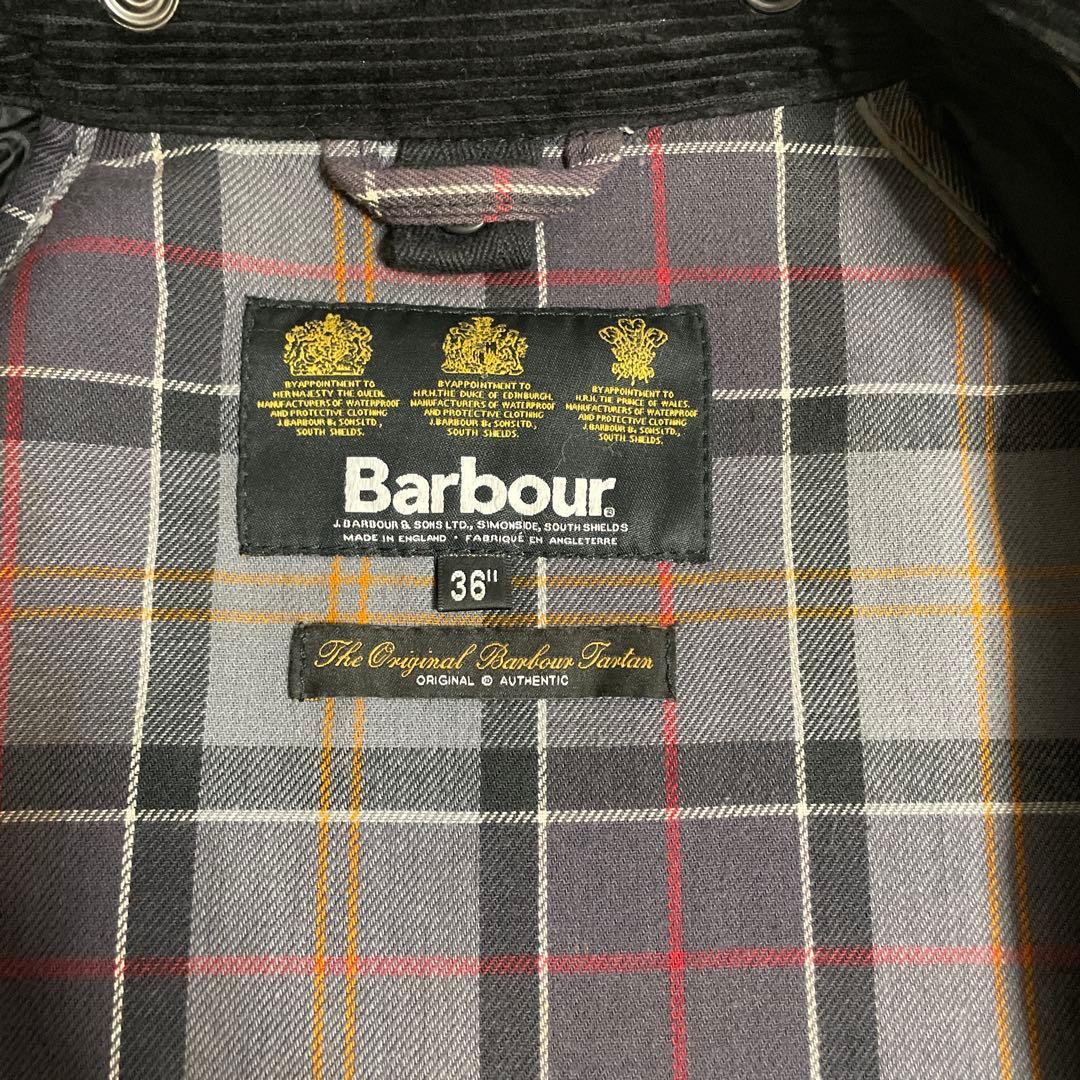 BY APPOINTMENT TO
HER MAJESTY THE QUEEN
MANUFACTURERS OF WATERPROOF
AND PROTECTIVE CLOTHING
J.BARBOUR & SONS LTD.,
SOUTH SHIELDS.
BY APPOINTMENT TO
H.R.H. THE DUKE OF EDINBURGH.
MANUFACTURERS OF WATERPROOF
AND PROTECTIVE CLOTHING
J.BARBOUR & SONS LTD.,
SOUTH SHIELDS.
BY APPOINTMENT TO
H.R.H. THE PRINCE OF WALES.
MANUFACTURERS OF WATERPROOF
AND PROTECTIVE CLOTHING
J.BARBOUR & SONS LTD.,
SOUTH SHIELDS.
Barbour®
J.BARBOUR & SONS LTD., SIMONSIDE, SOUTH SHIELDS
MADE IN ENGLAND · FABRIQUÉ EN ANGLETERRE
36"
The Original Barbour Tartan
ORIGINAL ® AUTHENTIC